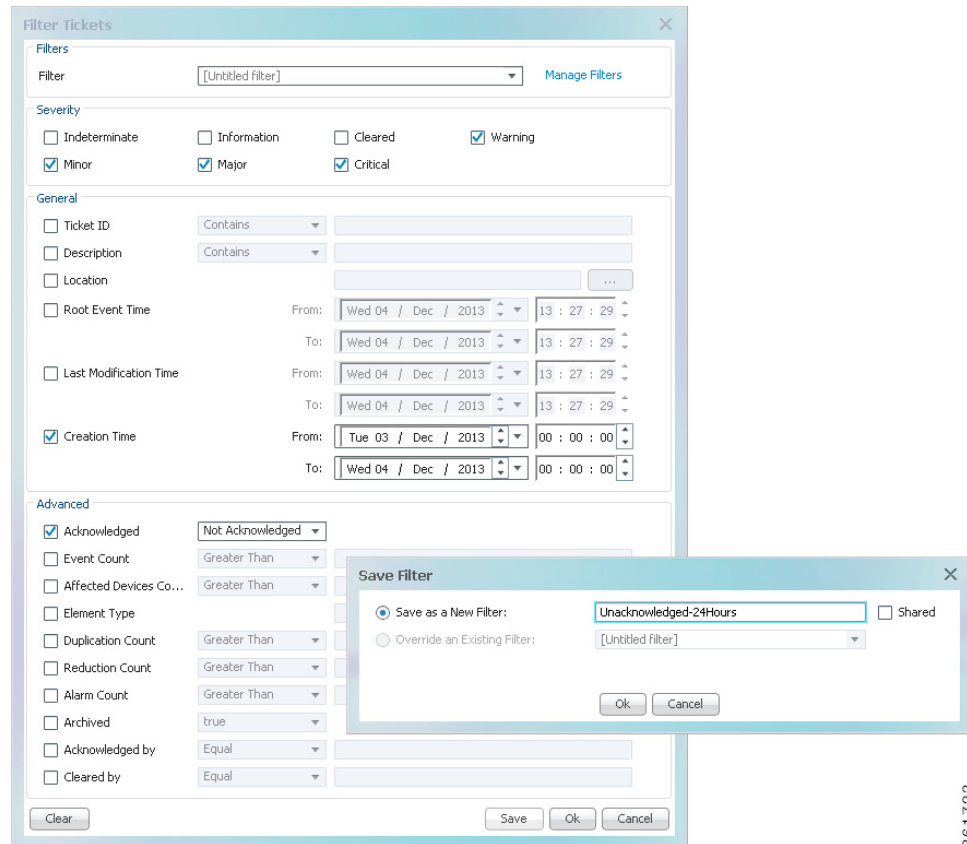 Filter Tickets
Filters
Filter [Untitled filter] Manage Filters
Severity
Indeterminate Information Cleared Warning
Minor Major Critical
General
Ticket ID Contains
Description Contains
Location ...
Root Event Time From: Wed 04 / Dec / 2013 13 : 27 : 29
To: Wed 04 / Dec / 2013 13 : 27 : 29
Last Modification Time From: Wed 04 / Dec / 2013 13 : 27 : 29
To: Wed 04 / Dec / 2013 13 : 27 : 29
Creation Time From: Tue 03 / Dec / 2013 00 : 00 : 00
To: Wed 04 / Dec / 2013 00 : 00 : 00
Advanced
Acknowledged Not Acknowledged
Event Count Greater Than
Affected Devices Co... Greater Than
Element Type
Duplication Count Greater Than
Reduction Count Greater Than
Alarm Count Greater Than
Archived true
Acknowledged by Equal
Cleared by Equal
Clear Save Ok Cancel
Save Filter
Save as a New Filter: Unacknowledged-24Hours Shared
Override an Existing Filter: [Untitled filter]
Ok Cancel